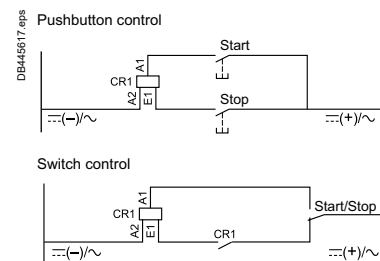 DB445617.eps
Pushbutton control
Start
A1
CR1
A2
E1
Stop
(–)/~
(+)/~
Switch control
A1
CR1
Start/Stop
A2
E1
CR1
(–)/~
(+)/~